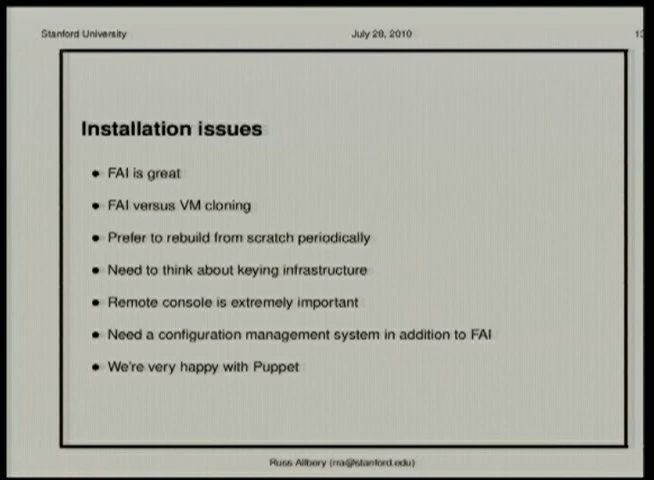 Stanford University
July 28, 2010
Installation issues
• FAI is great
• FAI versus VM cloning
• Prefer to rebuild from scratch periodically
• Need to think about keying infrastructure
• Remote console is extremely important
• Need a configuration management system in addition to FAI
• We're very happy with Puppet
Russ Allbery (rra@stanford.edu)